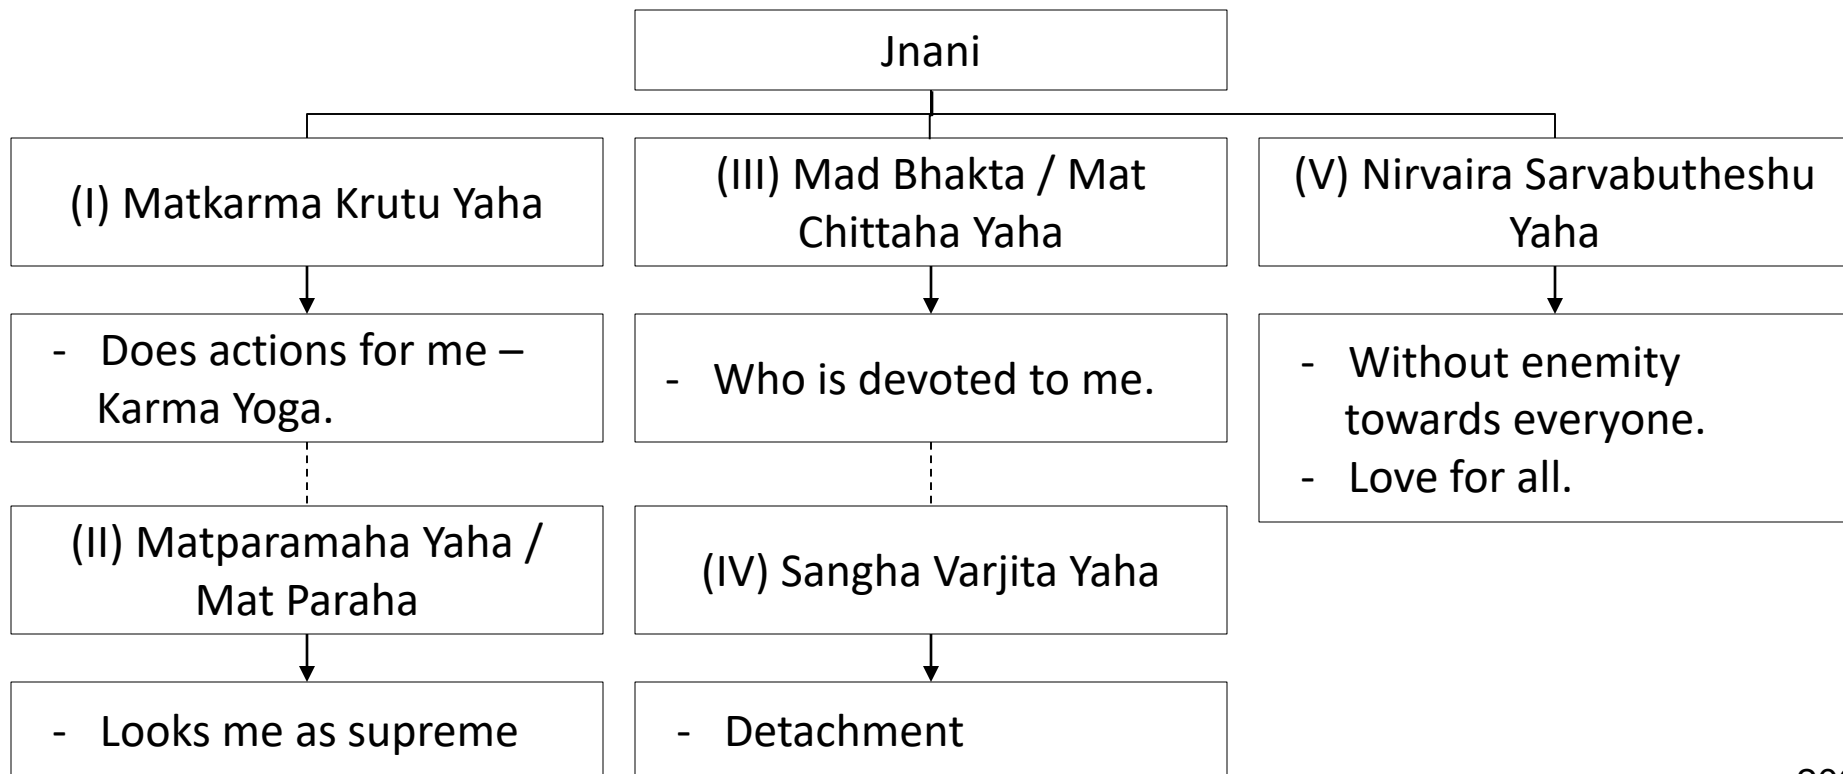 Jnani
(I) Matkarma Krutu Yaha
(III) Mad Bhakta / Mat
Chittaha Yaha
(V) Nirvaira Sarvabutheshu
Yaha
- Does actions for me –
Karma Yoga.
- Who is devoted to me.
- Without enemity
towards everyone.
- Love for all.
(II) Matparamaha Yaha /
Mat Paraha
(IV) Sangha Varjita Yaha
- Looks me as supreme
- Detachment